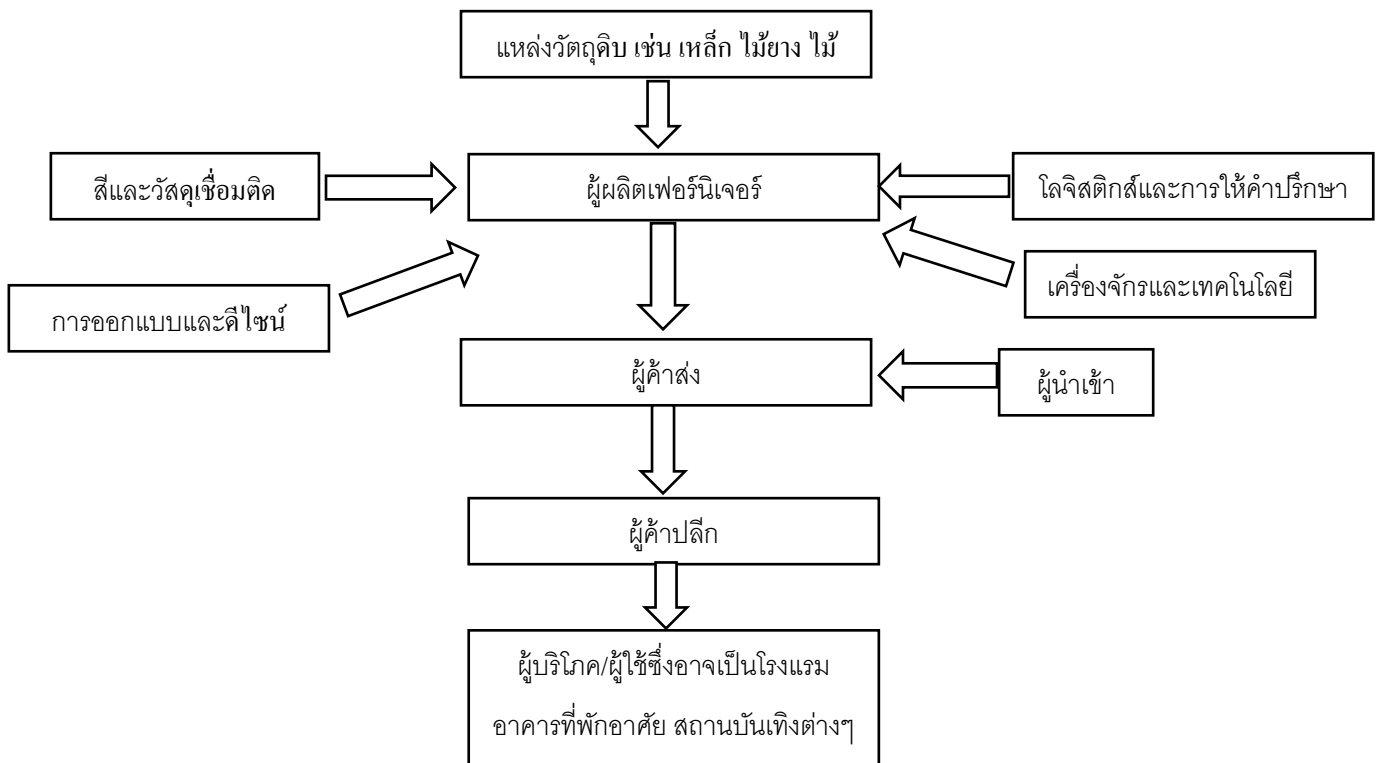 แหล่งวัตถุดิบ เช่น เหล็ก ไม้ยาง ไม้
สีและวัสดุเชื่อมติด
ผู้ผลิตเฟอร์นิเจอร์
โลจิสติกส์และการให้คำปรึกษา
การออกแบบและดีไซน์
เครื่องจักรและเทคโนโลยี
ผู้ค้าส่ง
ผู้นำเข้า
ผู้ค้าปลีก
ผู้บริโภค/ผู้ใช้ซึ่งอาจเป็นโรงแรม
อาคารที่พักอาศัย สถานบันเทิงต่างๆ